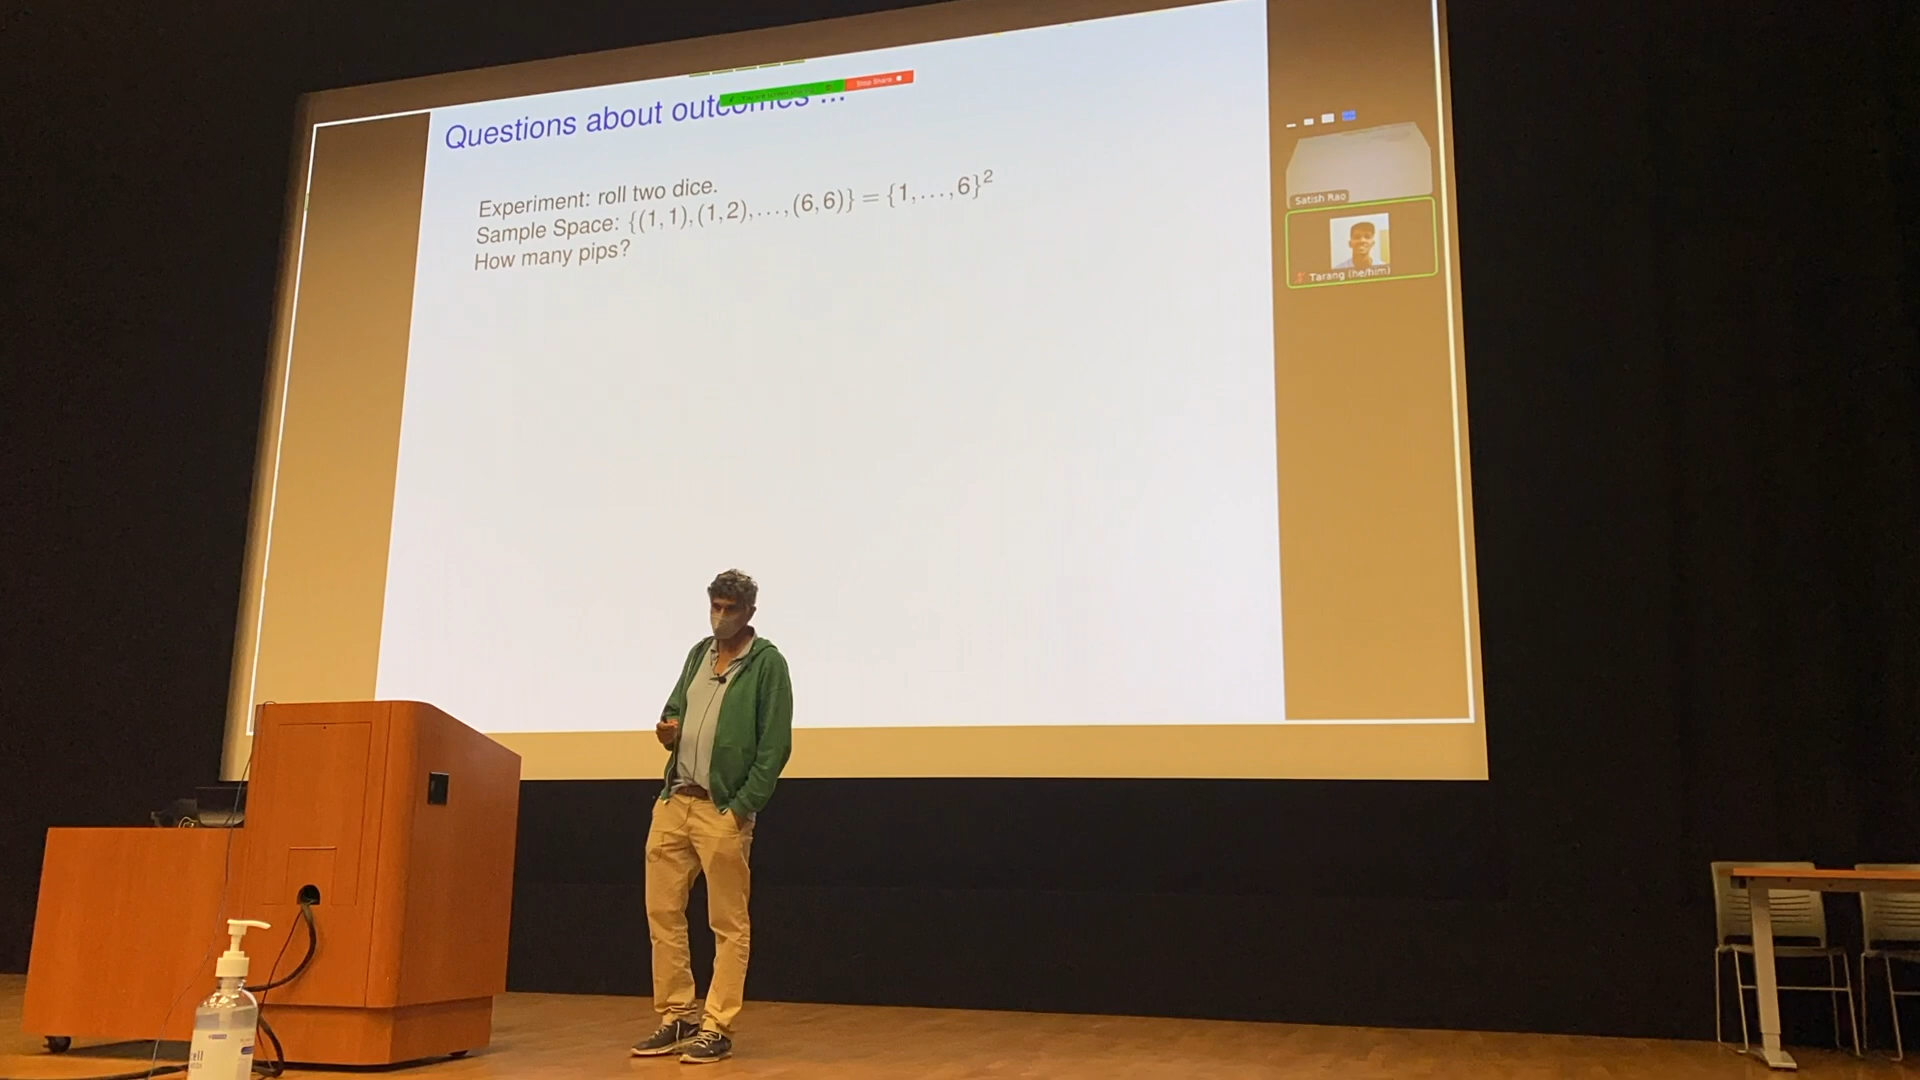 Questions about outcomes ...
Stop Share
Experiment: roll two dice.
Sample Space: {(1,1),(1,2),...,(6,6)} = {1,...,6}²
How many pips?
Satish Rao
Tarang (he/him)